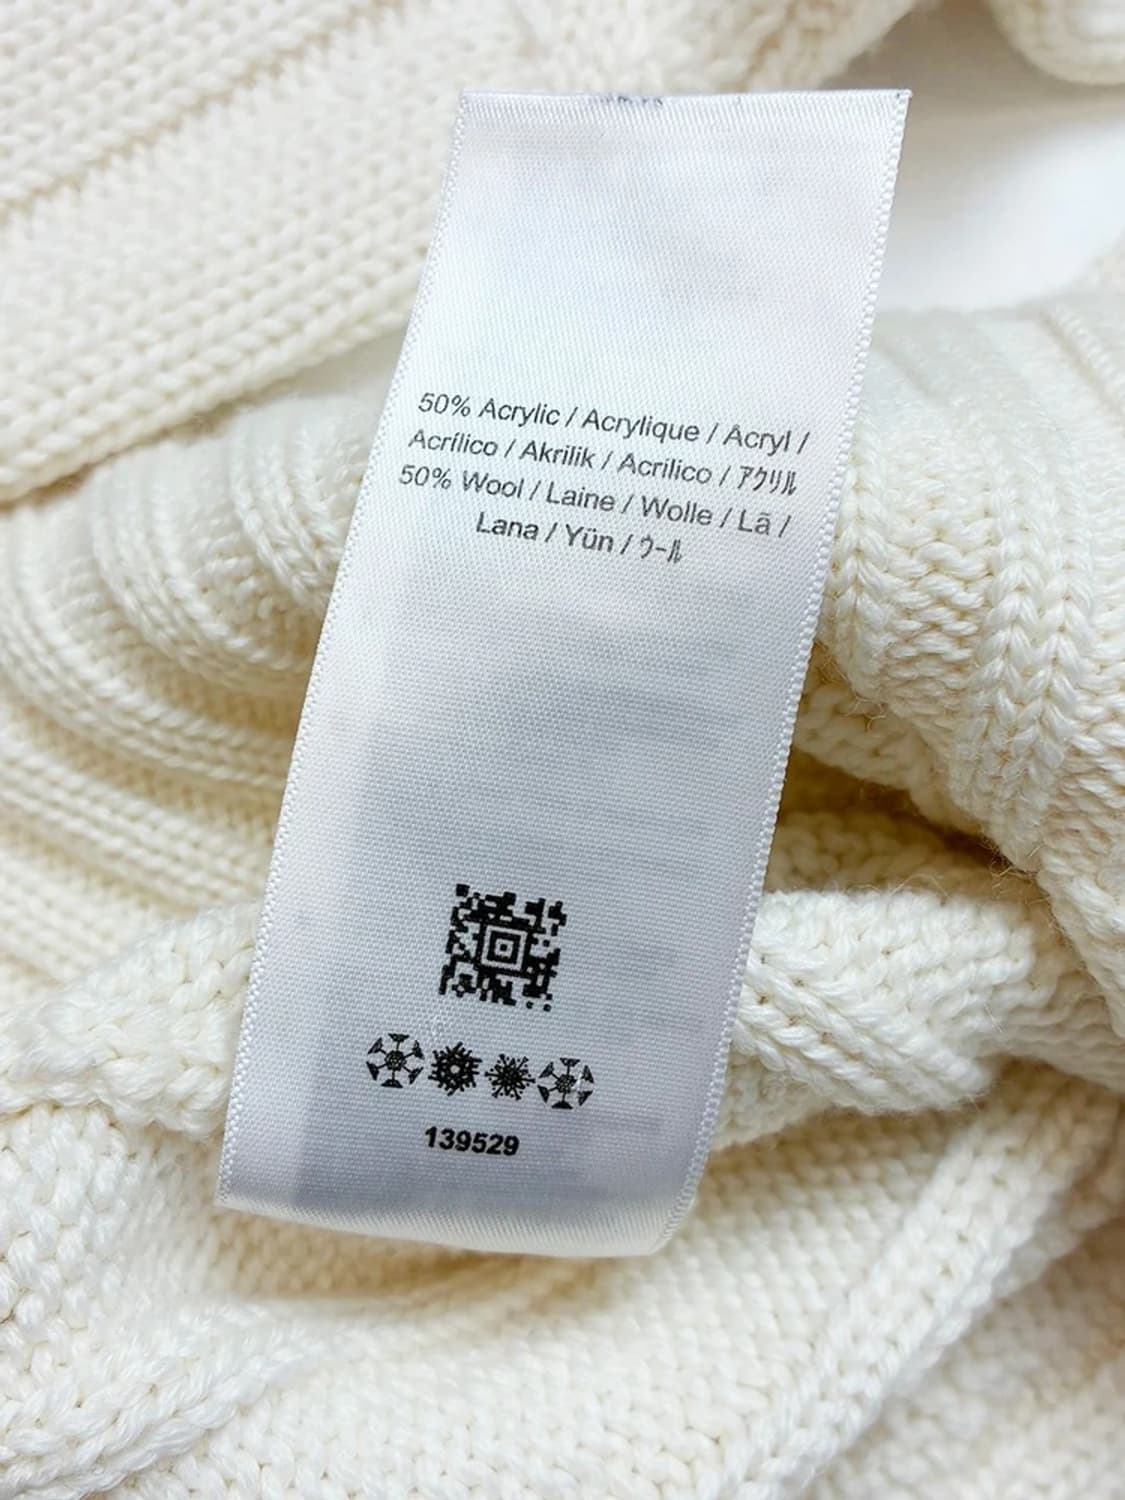 50% Acrylic / Acrylique / Acryl /
Acrílico / Akrilik / Acrilico / アクリル
50% Wool / Laine / Wolle / Lã /
Lana / Yün / ウール
139529